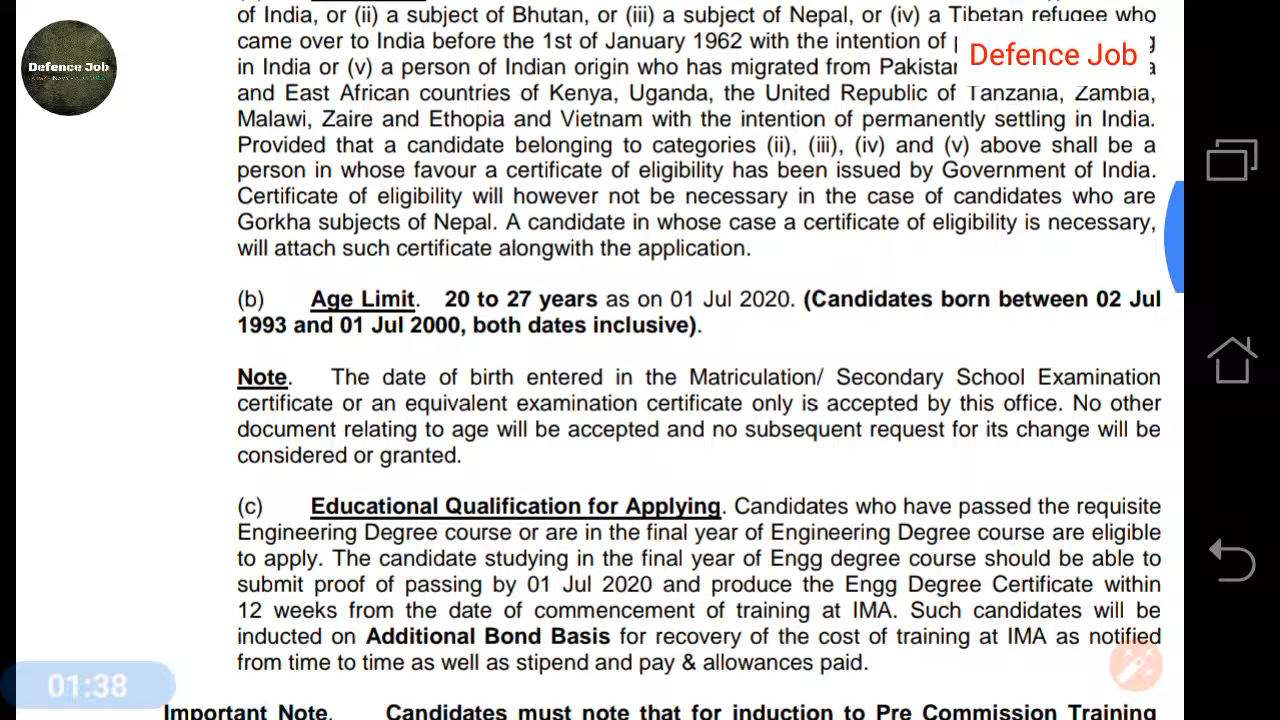 of India, or (ii) a subject of Bhutan, or (iii) a subject of Nepal, or (iv) a Tibetan refugee who
came over to India before the 1st of January 1962 with the intention of
in India or (v) a person of Indian origin who has migrated from Pakistan
and East African countries of Kenya, Uganda, the United Republic of Tanzania, Zambia,
Malawi, Zaire and Ethopia and Vietnam with the intention of permanently settling in India.
Provided that a candidate belonging to categories (ii), (iii), (iv) and (v) above shall be a
person in whose favour a certificate of eligibility has been issued by Government of India.
Certificate of eligibility will however not be necessary in the case of candidates who are
Gorkha subjects of Nepal. A candidate in whose case a certificate of eligibility is necessary,
will attach such certificate alongwith the application.
Defence Job
Defence Job
(b) Age Limit. 20 to 27 years as on 01 Jul 2020. (Candidates born between 02 Jul
1993 and 01 Jul 2000, both dates inclusive).
Note. The date of birth entered in the Matriculation/ Secondary School Examination
certificate or an equivalent examination certificate only is accepted by this office. No other
document relating to age will be accepted and no subsequent request for its change will be
considered or granted.
(c) Educational Qualification for Applying. Candidates who have passed the requisite
Engineering Degree course or are in the final year of Engineering Degree course are eligible
to apply. The candidate studying in the final year of Engg degree course should be able to
submit proof of passing by 01 Jul 2020 and produce the Engg Degree Certificate within
12 weeks from the date of commencement of training at IMA. Such candidates will be
inducted on Additional Bond Basis for recovery of the cost of training at IMA as notified
from time to time as well as stipend and pay & allowances paid.
01:38
Important Note. Candidates must note that for induction to Pre Commission Training